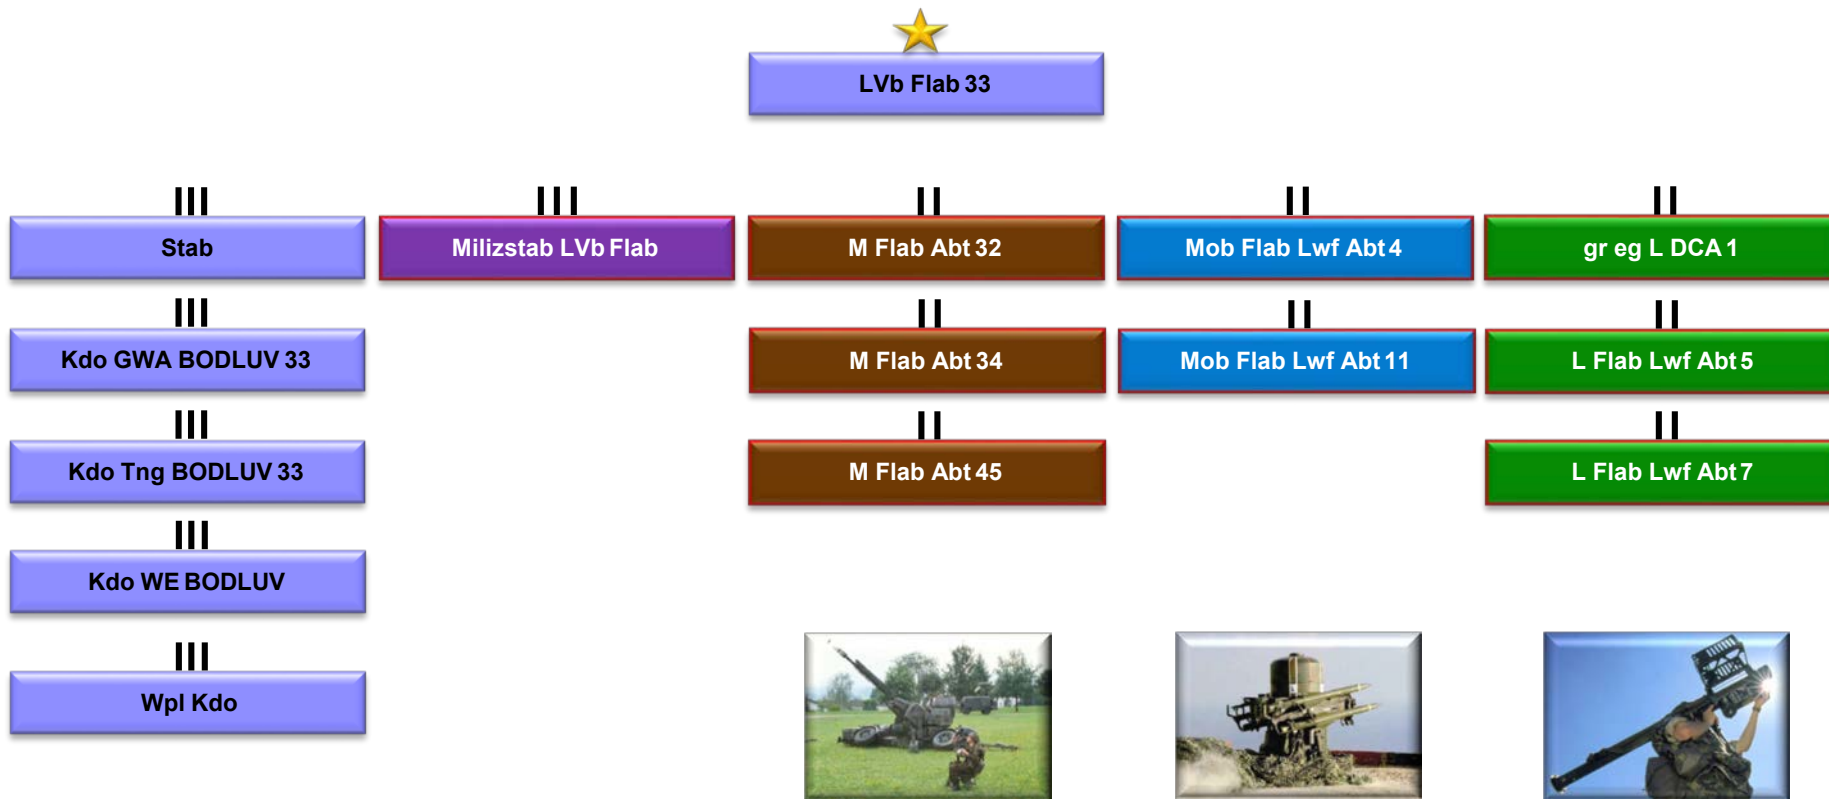 LVb Flab 33
Stab
Milizstab LVb Flab
M Flab Abt 32
Mob Flab Lwf Abt 4
gr eg L DCA 1
Kdo GWA BODLUV 33
M Flab Abt 34
Mob Flab Lwf Abt 11
L Flab Lwf Abt 5
Kdo Tng BODLUV 33
M Flab Abt 45
L Flab Lwf Abt 7
Kdo WE BODLUV
Wpl Kdo